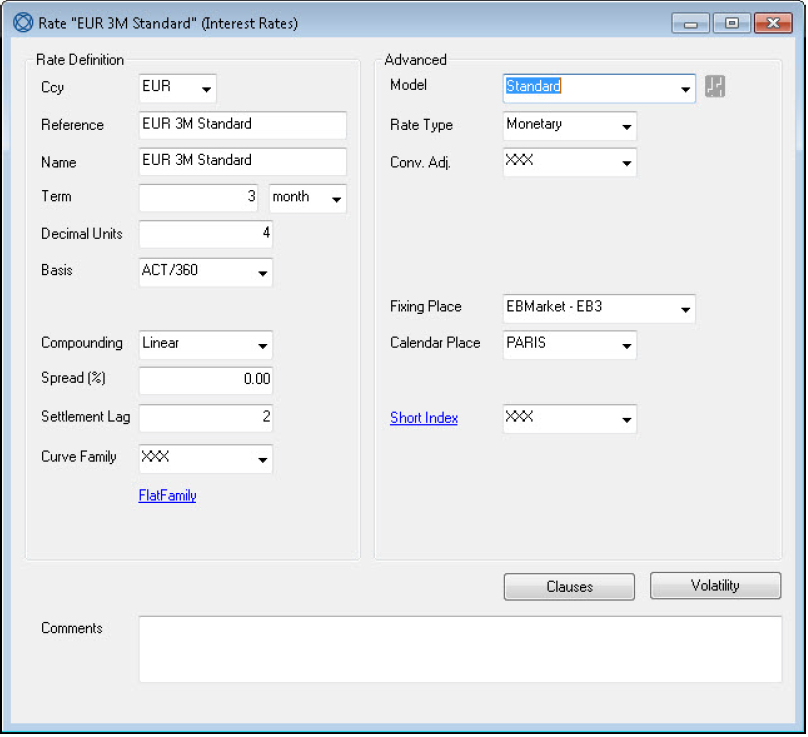 Rate "EUR 3M Standard" (Interest Rates)
Rate Definition
Ccy EUR
Reference EUR 3M Standard
Name EUR 3M Standard
Term 3 month
Decimal Units 4
Basis ACT/360
Compounding Linear
Spread (%) 0.00
Settlement Lag 2
Curve Family XXX
FlatFamily
Advanced
Model Standard
Rate Type Monetary
Conv. Adj. XXX
Fixing Place EBMarket - EB3
Calendar Place PARIS
Short Index XXX
Clauses Volatility
Comments